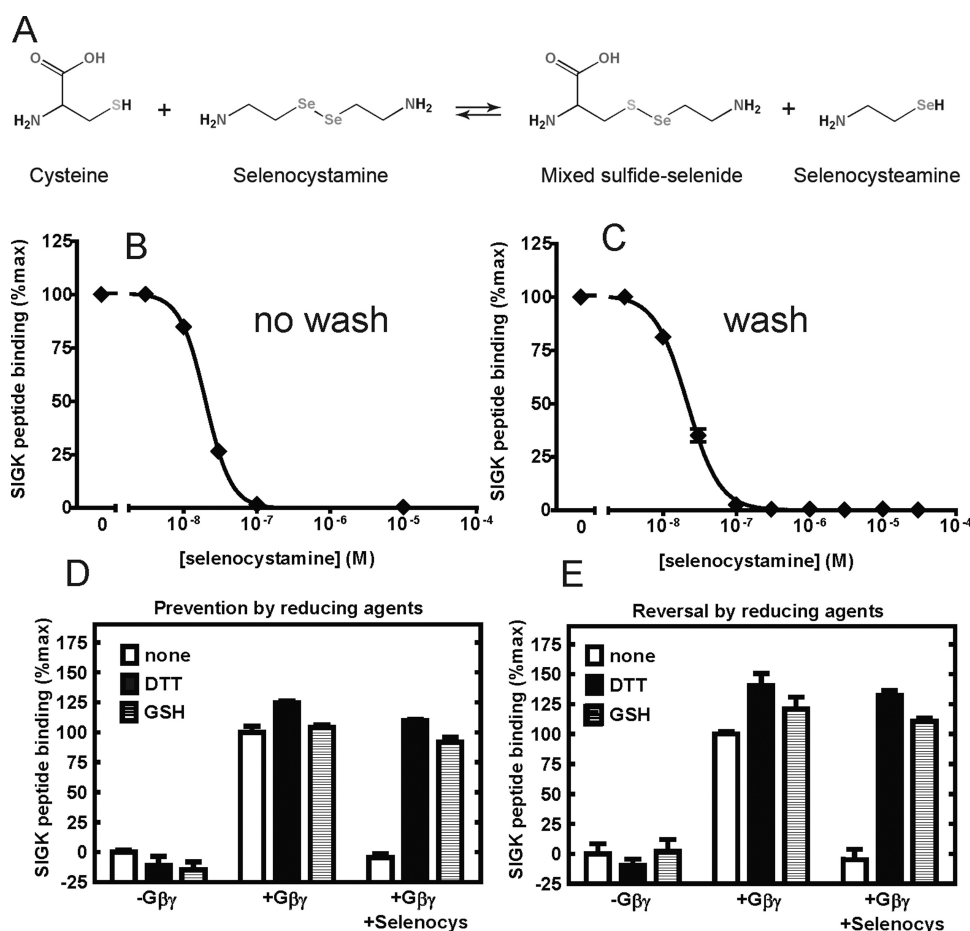 A
O OH
H₂N SH
+
H₂N Se Se NH₂
O OH
H₂N S Se NH₂
+
H₂N SeH
Cysteine Selenocystamine Mixed sulfide-selenide Selenocysteamine
B
no wash
SIGK peptide binding (%max)
125
100
75
50
25
0
0 10⁻⁸ 10⁻⁷ 10⁻⁶ 10⁻⁵ 10⁻⁴
[selenocystamine] (M)
C
wash
SIGK peptide binding (%max)
125
100
75
50
25
0
0 10⁻⁸ 10⁻⁷ 10⁻⁶ 10⁻⁵ 10⁻⁴
[selenocystamine] (M)
D
Prevention by reducing agents
SIGK peptide binding (%max)
175
150
125
100
75
50
25
0
-25
none
DTT
GSH
-Gβγ +Gβγ +Gβγ
+Selenocys
E
Reversal by reducing agents
SIGK peptide binding (%max)
175
150
125
100
75
50
25
0
-25
none
DTT
GSH
-Gβγ +Gβγ +Gβγ
+Selenocys